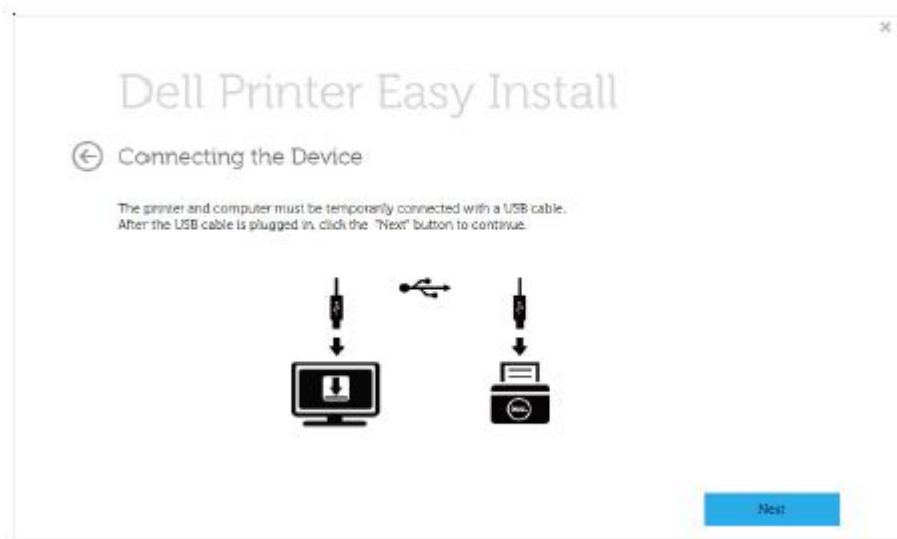 Dell Printer Easy Install
Connecting the Device
The printer and computer must be temporarily connected with a USB cable.
After the USB cable is plugged in, click the "Next" button to continue.
DELL
Next